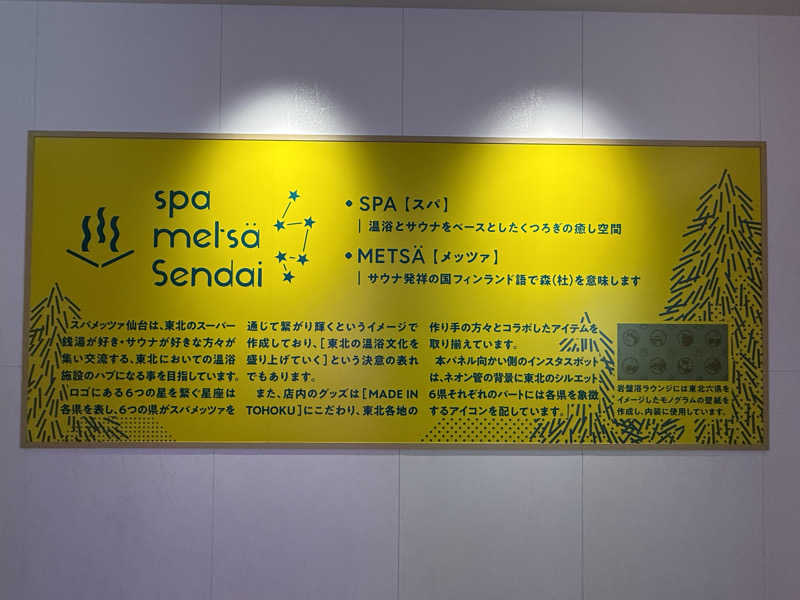 spa
metsä
Sendai
• SPA【スパ】
温浴とサウナをベースとしたくつろぎの癒し空間
• METSÄ【メッツァ】
サウナ発祥の国フィンランド語で森(杜)を意味します
スパメッツァ仙台は、東北のスーパー
銭湯が好き・サウナが好きな方々が
集い交流する、東北においての温浴
施設のハブになる事を目指しています。
ロゴにある6つの星を繋ぐ星座は
各県を表し、6つの県がスパメッツァを
通じて繋がり輝くというイメージで
作成しており、[東北の温浴文化を
盛り上げていく]という決意の表れ
でもあります。
また、店内のグッズは[MADE IN
TOHOKU]にこだわり、東北各地の
作り手の方々とコラボしたアイテムを
取り揃えています。
本パネル向かい側のインスタスポット
は、ネオン管の背景に東北のシルエット
6県それぞれのパートには各県を象徴
するアイコンを配しています。
岩盤浴ラウンジには東北六県を
イメージしたモノグラムの壁紙を
作成し、内装に使用しています。